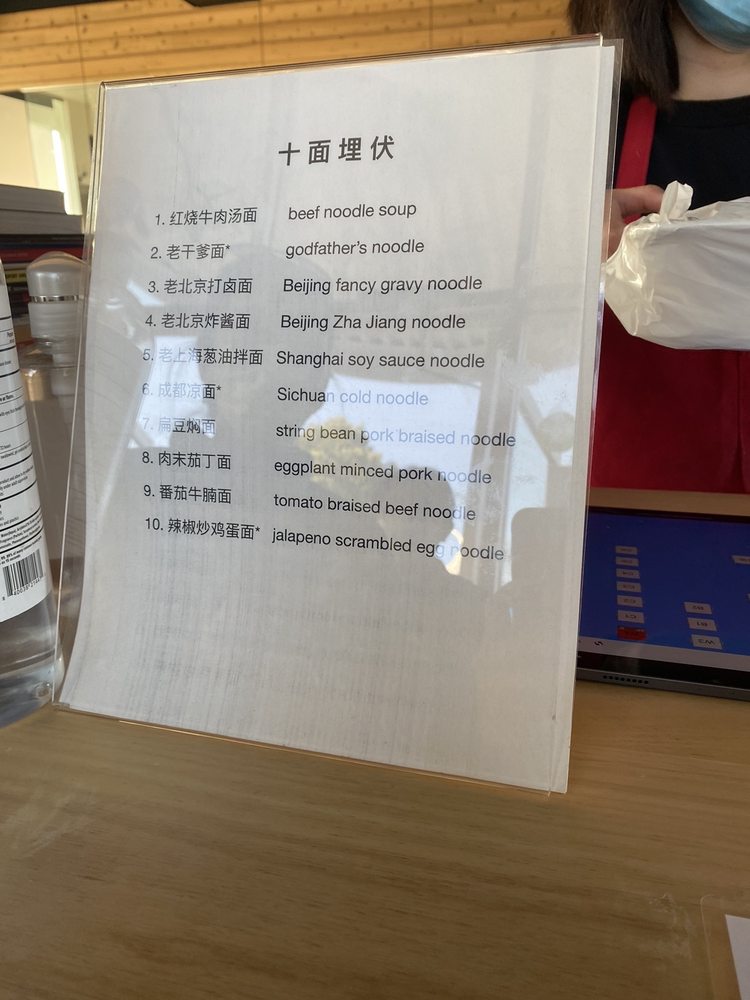 十面埋伏
1. 红烧牛肉汤面 beef noodle soup
2. 老干爹面* godfather's noodle
3. 老北京打卤面 Beijing fancy gravy noodle
4. 老北京炸酱面 Beijing Zha Jiang noodle
5. 老上海葱油拌面 Shanghai soy sauce noodle
6. 成都凉面* Sichuan cold noodle
7. 扁豆焖面 string bean pork braised noodle
8. 肉末茄丁面 eggplant minced pork noodle
9. 番茄牛腩面 tomato braised beef noodle
10. 辣椒炒鸡蛋面* jalapeno scrambled egg noodle